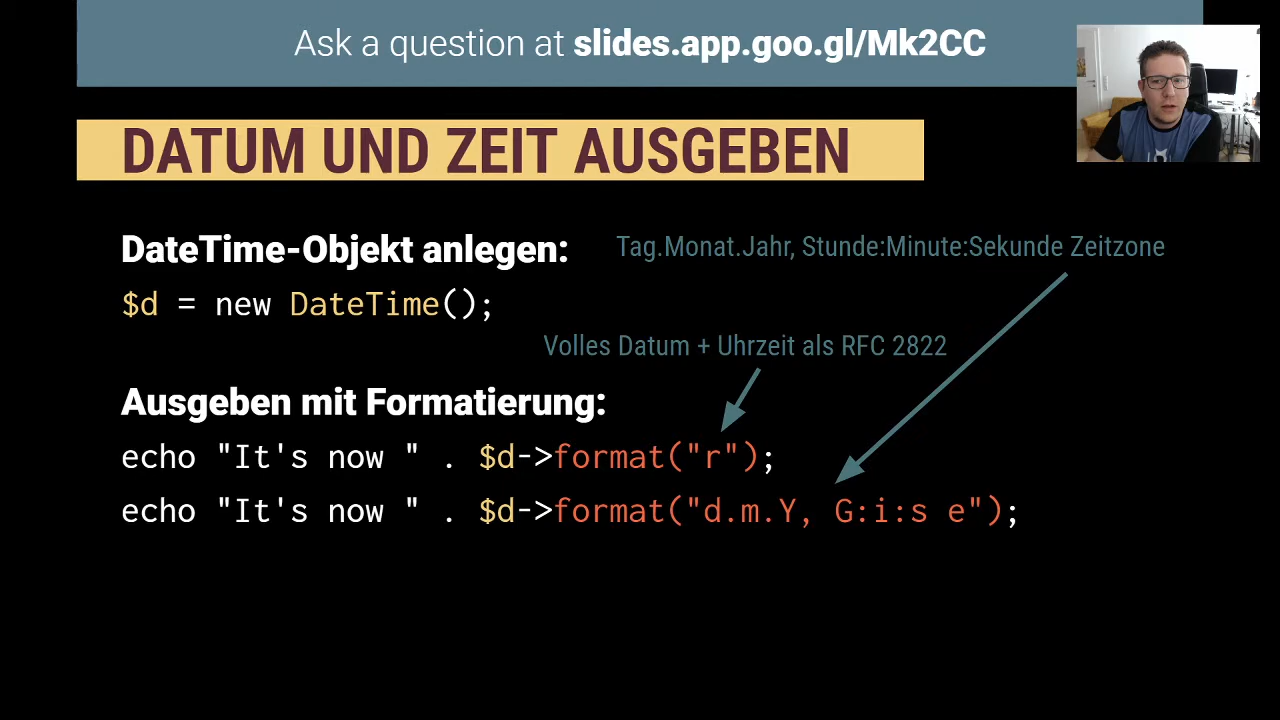 Ask a question at slides.app.goo.gl/Mk2CC
DATUM UND ZEIT AUSGEBEN
DateTime-Objekt anlegen:
Tag.Monat.Jahr, Stunde:Minute:Sekunde Zeitzone
$d = new DateTime();
Volles Datum + Uhrzeit als RFC 2822
Ausgeben mit Formatierung:
echo "It's now " . $d->format("r");
echo "It's now " . $d->format("d.m.Y, G:i:s e");